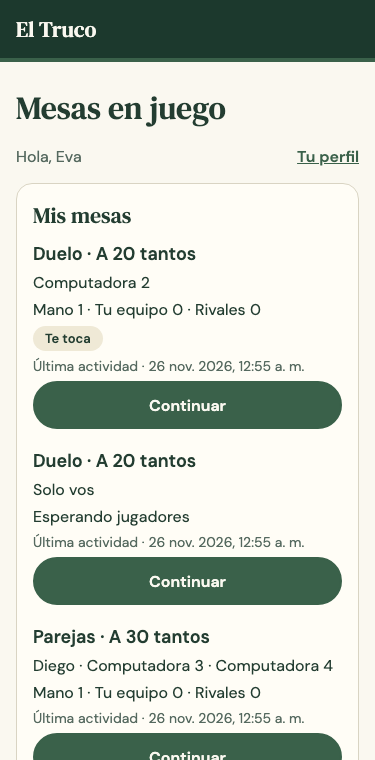 El Truco
Mesas en juego
Hola, Eva
Tu perfil
Mis mesas
Duelo · A 20 tantos
Computadora 2
Mano 1 · Tu equipo 0 · Rivales 0
Te toca
Última actividad · 26 nov. 2026, 12:55 a. m.
Continuar
Duelo · A 20 tantos
Solo vos
Esperando jugadores
Última actividad · 26 nov. 2026, 12:55 a. m.
Continuar
Parejas · A 30 tantos
Diego · Computadora 3 · Computadora 4
Mano 1 · Tu equipo 0 · Rivales 0
Última actividad · 26 nov. 2026, 12:55 a. m.
Continuar